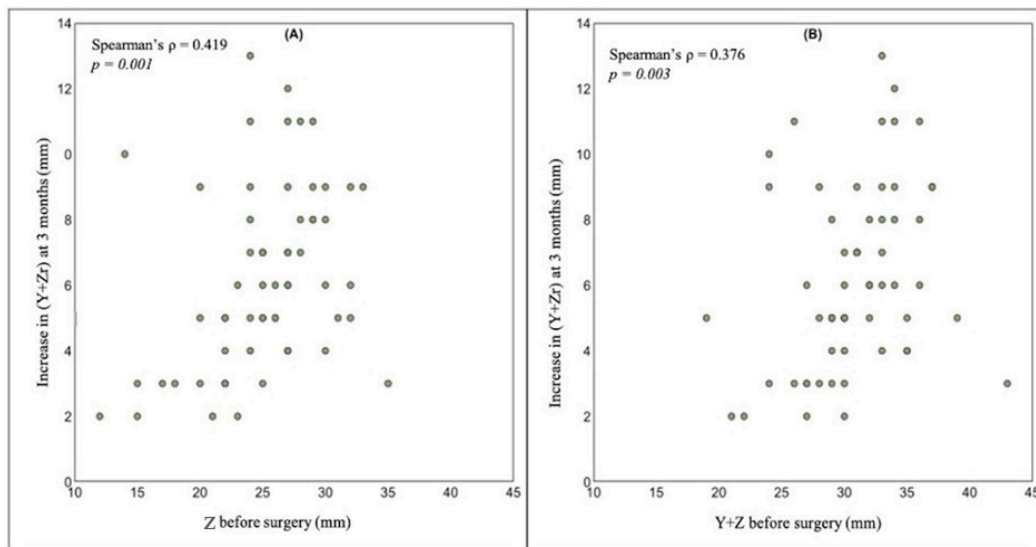 (A)
Spearman's ρ = 0.419
p = 0.001
Increase in (Y+Zr) at 3 months (mm)
14
12
0
8
6
4
2
0
10 15 20 25 30 35 40 45
Z before surgery (mm)
(B)
Spearman's ρ = 0.376
p = 0.003
Increase in (Y+Zr) at 3 months (mm)
14
12
10
8
6
4
2
0
10 15 20 25 30 35 40 45
Y+Z before surgery (mm)